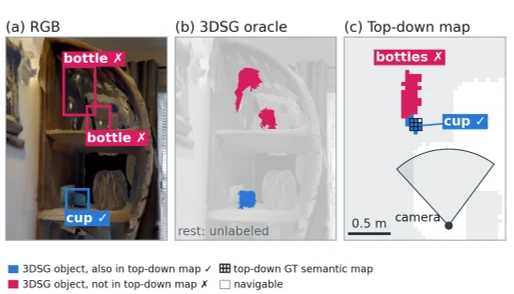 (a) RGB
(b) 3DSG oracle
(c) Top-down map
bottle ✗
bottle ✗
cup ✓
rest: unlabeled
bottles ✗
cup ✓
camera
0.5 m
3DSG object, also in top-down map ✓
top-down GT semantic map
3DSG object, not in top-down map ✗
navigable